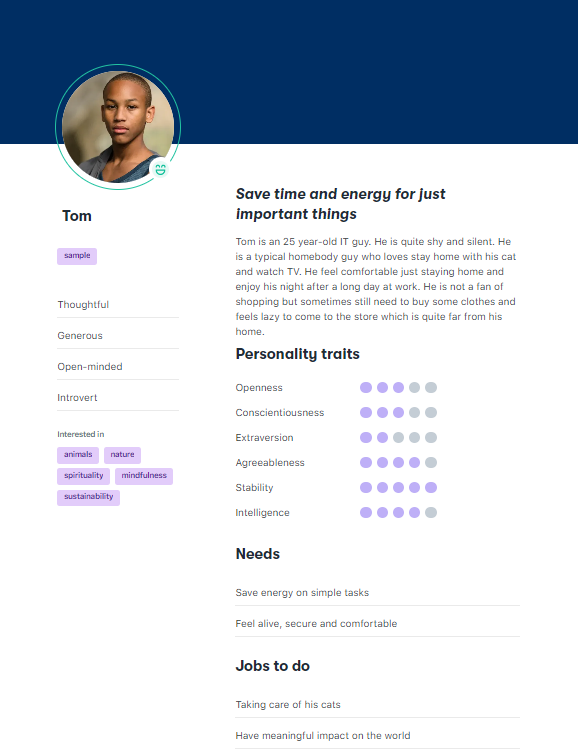 Tom
sample
Thoughtful
Generous
Open-minded
Introvert
Interested in
animals nature
spirituality mindfulness
sustainability
Save time and energy for just
important things
Tom is an 25 year-old IT guy. He is quite shy and silent. He
is a typical homebody guy who loves stay home with his cat
and watch TV. He feel comfortable just staying home and
enjoy his night after a long day at work. He is not a fan of
shopping but sometimes still need to buy some clothes and
feels lazy to come to the store which is quite far from his
home.
Personality traits
Openness
Conscientiousness
Extraversion
Agreeableness
Stability
Intelligence
Needs
Save energy on simple tasks
Feel alive, secure and comfortable
Jobs to do
Taking care of his cats
Have meaningful impact on the world